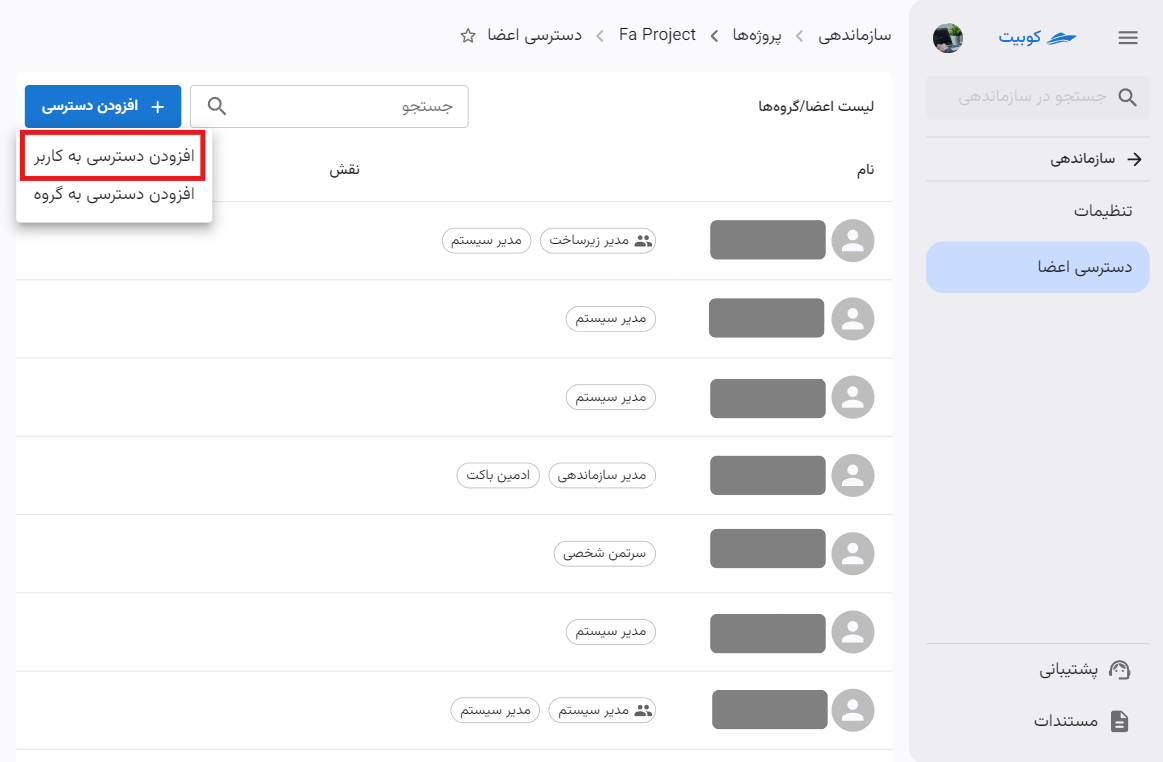 کوبیت
جستجو در سازماندهی
سازماندهی
تنظیمات
دسترسی اعضا
پشتیبانی
مستندات
سازماندهی > پروژه‌ها > Fa Project > دسترسی اعضا
لیست اعضا/گروه‌ها
جستجو
+ افزودن دسترسی
افزودن دسترسی به کاربر
افزودن دسترسی به گروه
نام نقش
مدیر زیرساخت مدیر سیستم
مدیر سیستم
مدیر سیستم
مدیر سازماندهی ادمین باکت
سرتمن شخصی
مدیر سیستم
مدیر سیستم مدیر سیستم